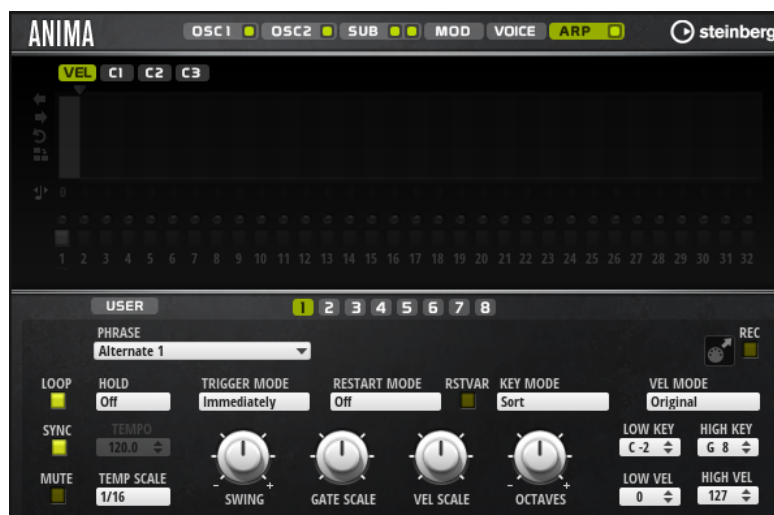 ANIMA OSC1 OSC2 SUB MOD VOICE ARP steinberg
VEL C1 C2 C3
0
1 2 3 4 5 6 7 8 9 10 11 12 13 14 15 16 17 18 19 20 21 22 23 24 25 26 27 28 29 30 31 32
USER 1 2 3 4 5 6 7 8
PHRASE REC
Alternate 1
LOOP HOLD TRIGGER MODE RESTART MODE RSTVAR KEY MODE VEL MODE
Off Immediately Off Sort Original
SYNC TEMPO LOW KEY HIGH KEY
120.0 C -2 G 8
MUTE TEMP SCALE LOW VEL HIGH VEL
1/16 - + SWING - + GATE SCALE - + VEL SCALE - + OCTAVES 0 127